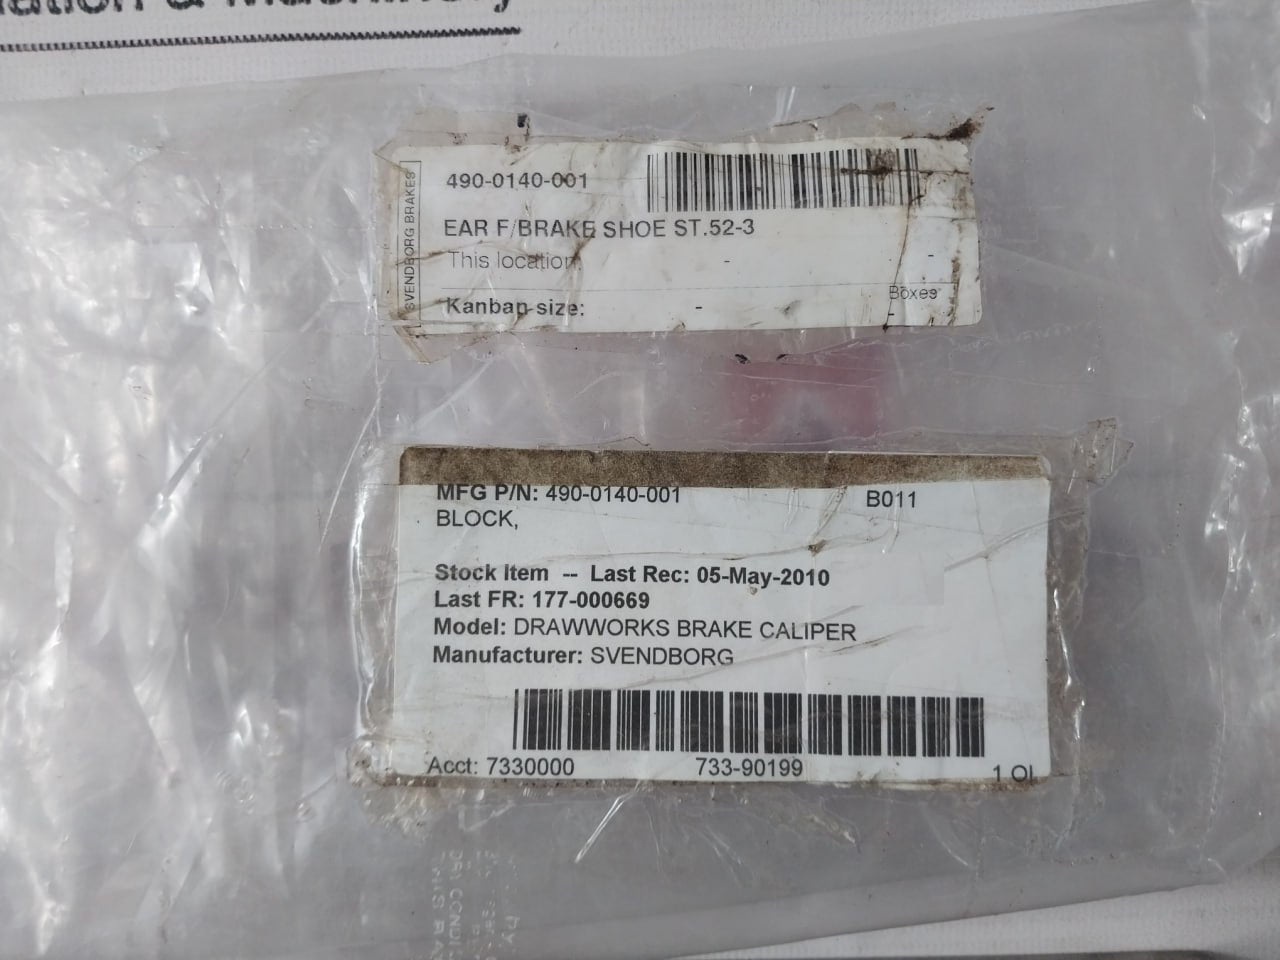 SVENDBORG BRAKES
490-0140-001
EAR F/BRAKE SHOE ST.52-3
This location: - -
Boxes
Kanban-size: - -
MFG P/N: 490-0140-001 B011
BLOCK,
Stock Item -- Last Rec: 05-May-2010
Last FR: 177-000669
Model: DRAWWORKS BRAKE CALIPER
Manufacturer: SVENDBORG
Acct: 7330000 733-90199 1 O